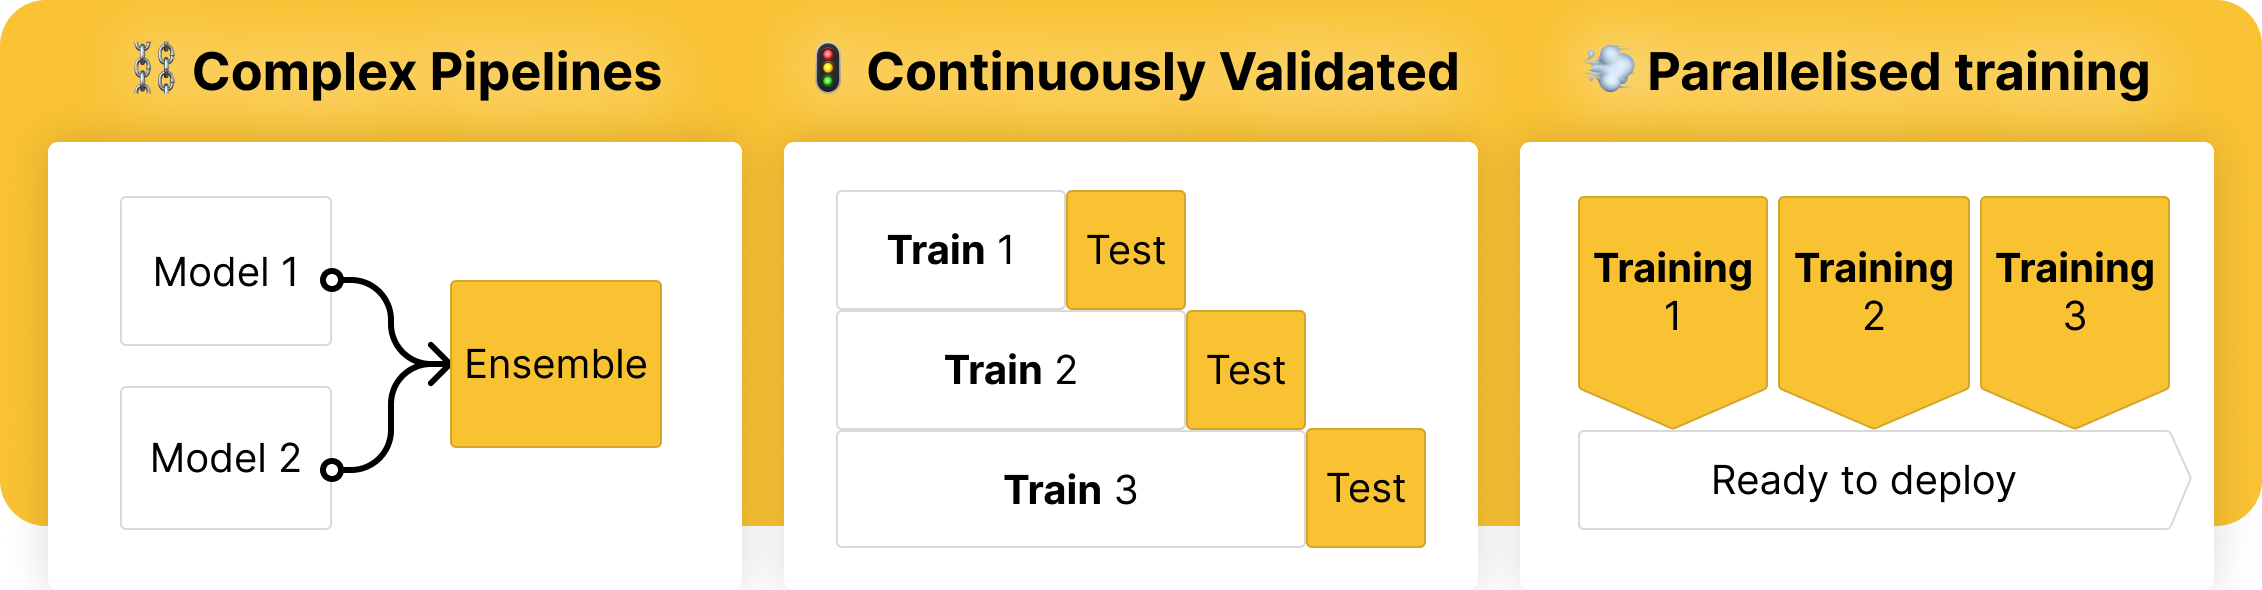 Complex Pipelines
Model 1
Model 2
Ensemble
Continuously Validated
Train 1
Test
Train 2
Test
Train 3
Test
Parallelised training
Training
1
Training
2
Training
3
Ready to deploy